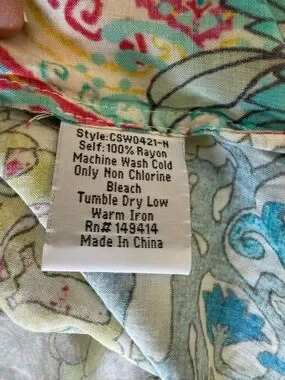 Style:CSW0421-N
Self:100% Rayon
Machine Wash Cold
Only Non Chlorine
Bleach
Tumble Dry Low
Warm Iron
Rn# 149414
Made In China